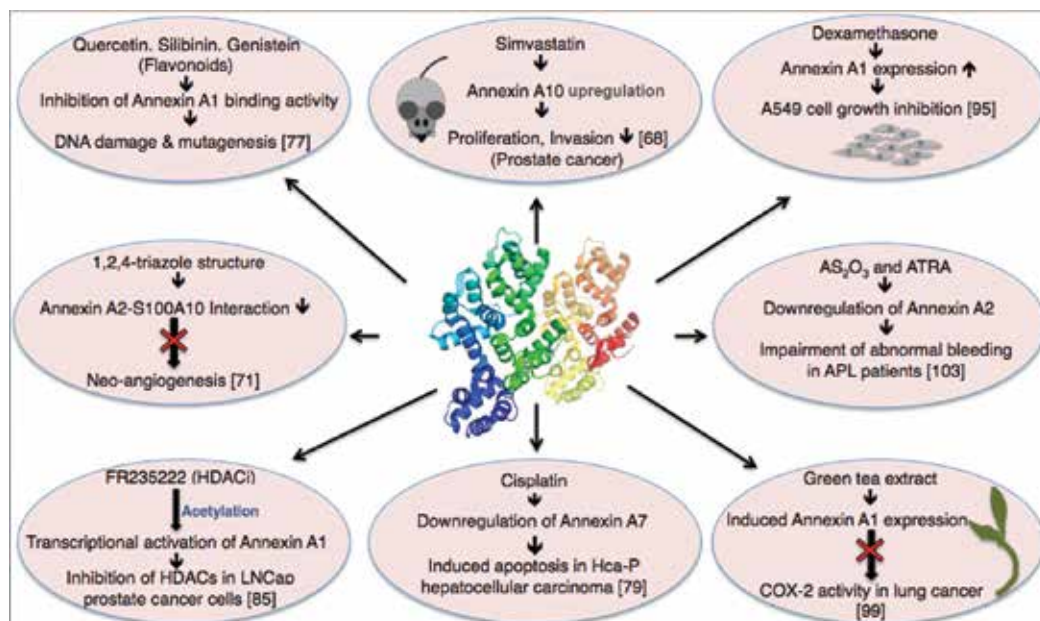 Quercetin. Silibinin. Genistein
(Flavonoids)
Inhibition of Annexin A1 binding activity
DNA damage & mutagenesis [77]
Simvastatin
Annexin A10 upregulation
Proliferation, Invasion ↓ [68]
(Prostate cancer)
Dexamethasone
Annexin A1 expression ↑
A549 cell growth inhibition [95]
1,2,4-triazole structure
Annexin A2-S100A10 Interaction ↓
Neo-angiogenesis [71]
AS₂O₃ and ATRA
Downregulation of Annexin A2
Impairment of abnormal bleeding
in APL patients [103]
FR235222 (HDACi)
Acetylation
Transcriptional activation of Annexin A1
Inhibition of HDACs in LNCap
prostate cancer cells [85]
Cisplatin
Downregulation of Annexin A7
Induced apoptosis in Hca-P
hepatocellular carcinoma [79]
Green tea extract
Induced Annexin A1 expression
COX-2 activity in lung cancer
[99]